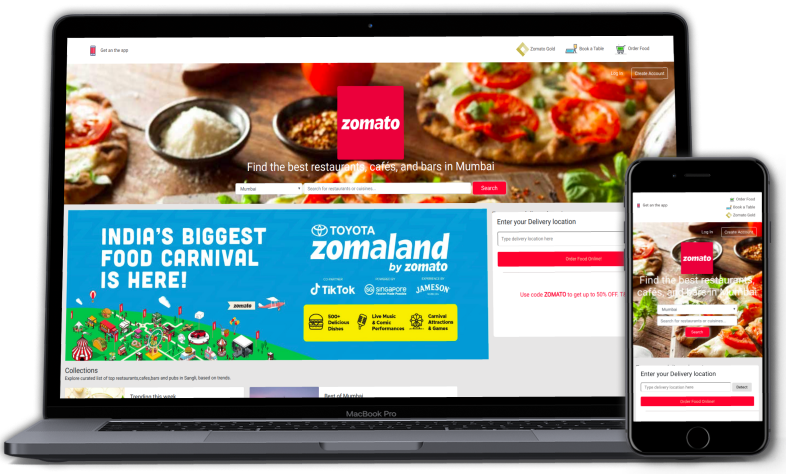 Get on the app
Zomato Gold
Book a Table
Order Food
Log In
Create Account
zomato
Find the best restaurants, cafés, and bars in Mumbai
Mumbai
Search for restaurants or cuisines...
Search
INDIA'S BIGGEST
FOOD CARNIVAL
IS HERE!
zomato
TOYOTA
zomaland
by zomato
TikTok
singapore
JAMESON
500+
Delicious
Dishes
Live Music
& Comic
Performances
Carnival
Attractions
& Games
Enter your Delivery location
Type delivery location here
Order Food Online!
Use code ZOMATO to get up to 50% OFF.
Collections
Explore curated list of top restaurants,cafes,bars and pubs in Sangli, based on trends.
Trending this week
Best of Mumbai
MacBook Pro
Get on the app
Order Food
Book a Table
Zomato Gold
Log in
Create Account
zomato
Find the best restaurants,
cafés, and bars in Mumbai
Mumbai
Search for restaurants or cuisines...
Search
Enter your Delivery location
Type delivery location here
Detect
Order Food Online!